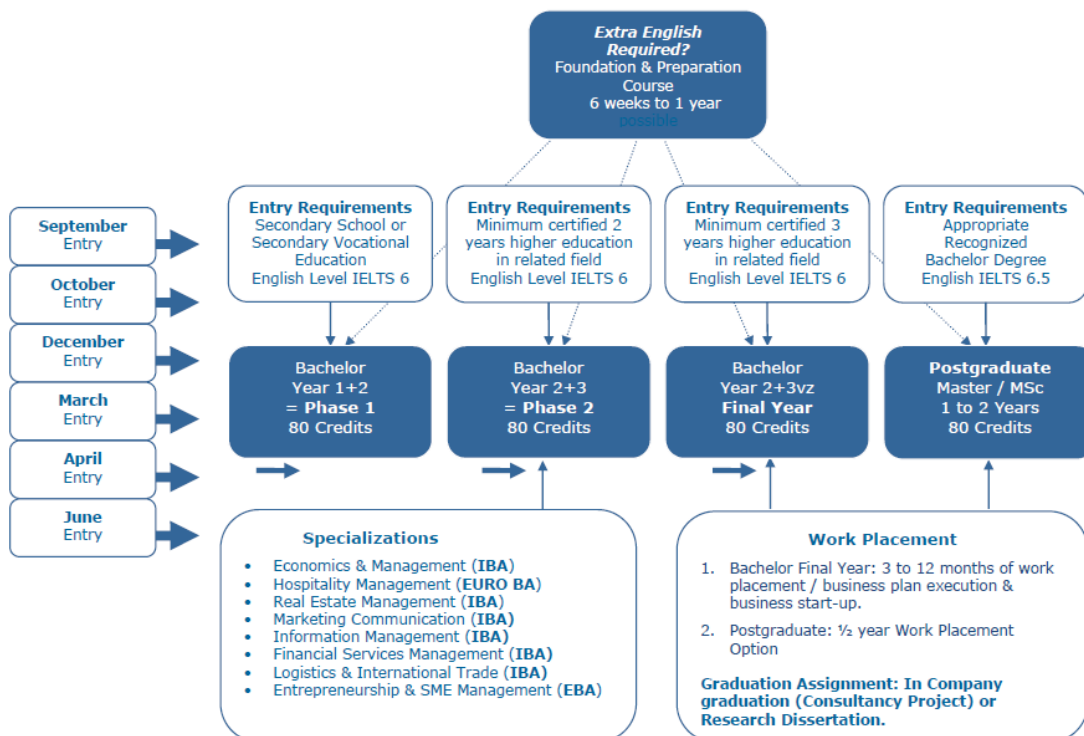 Extra English
Required?
Foundation & Preparation
Course
6 weeks to 1 year
possible
September
Entry
October
Entry
December
Entry
March
Entry
April
Entry
June
Entry
Entry Requirements
Secondary School or
Secondary Vocational
Education
English Level IELTS 6
Entry Requirements
Minimum certified 2
years higher education
in related field
English Level IELTS 6
Entry Requirements
Minimum certified 3
years higher education
in related field
English Level IELTS 6
Entry Requirements
Appropriate
Recognized
Bachelor Degree
English IELTS 6.5
Bachelor
Year 1+2
= Phase 1
80 Credits
Bachelor
Year 2+3
= Phase 2
80 Credits
Bachelor
Year 2+3vz
Final Year
80 Credits
Postgraduate
Master / MSc
1 to 2 Years
80 Credits
Specializations
• Economics & Management (IBA)
• Hospitality Management (EURO BA)
• Real Estate Management (IBA)
• Marketing Communication (IBA)
• Information Management (IBA)
• Financial Services Management (IBA)
• Logistics & International Trade (IBA)
• Entrepreneurship & SME Management (EBA)
Work Placement
1. Bachelor Final Year: 3 to 12 months of work
placement / business plan execution &
business start-up.
2. Postgraduate: ½ year Work Placement
Option
Graduation Assignment: In Company
graduation (Consultancy Project) or
Research Dissertation.